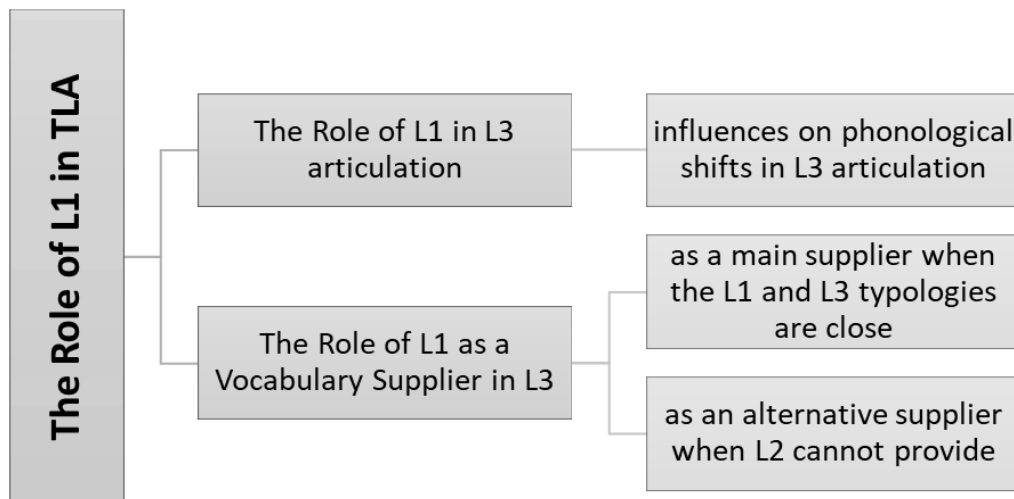 The Role of L1 in TLA
The Role of L1 in L3
articulation
influences on phonological
shifts in L3 articulation
The Role of L1 as a
Vocabulary Supplier in L3
as a main supplier when
the L1 and L3 typologies
are close
as an alternative supplier
when L2 cannot provide